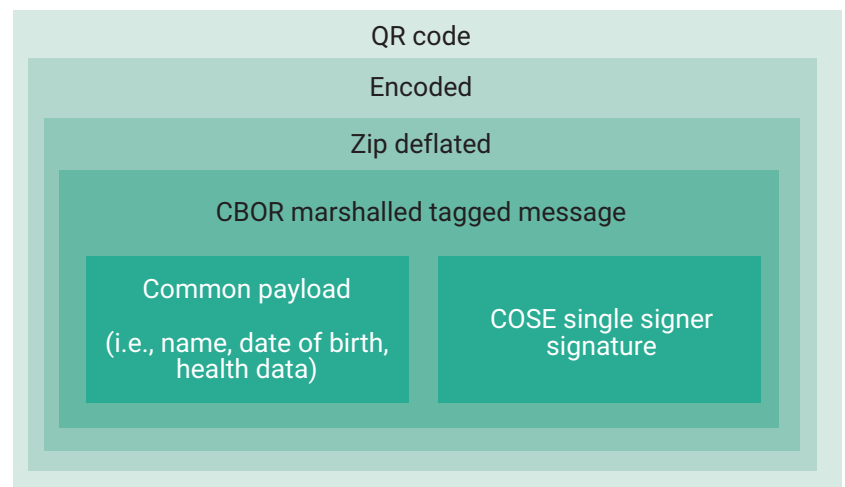 QR code
Encoded
Zip deflated
CBOR marshalled tagged message
Common payload
(i.e., name, date of birth,
health data)
COSE single signer
signature